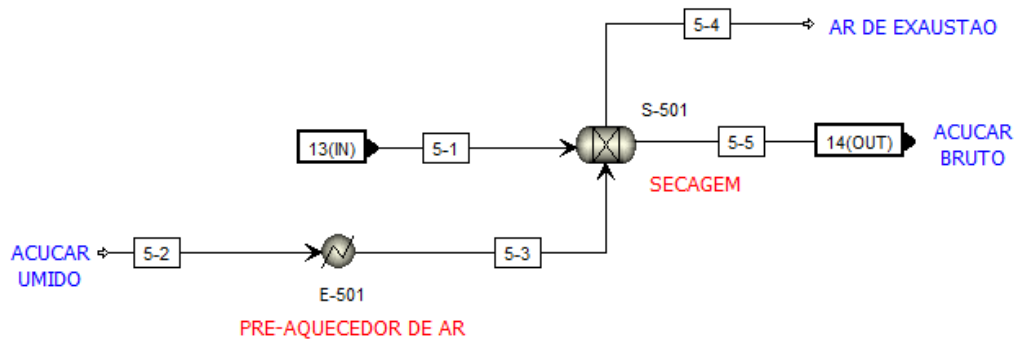 5-4
AR DE EXAUSTAO
S-501
13(IN)
5-1
5-5
14(OUT)
ACUCAR
BRUTO
SECAGEM
ACUCAR
UMIDO
5-2
5-3
E-501
PRE-AQUECEDOR DE AR